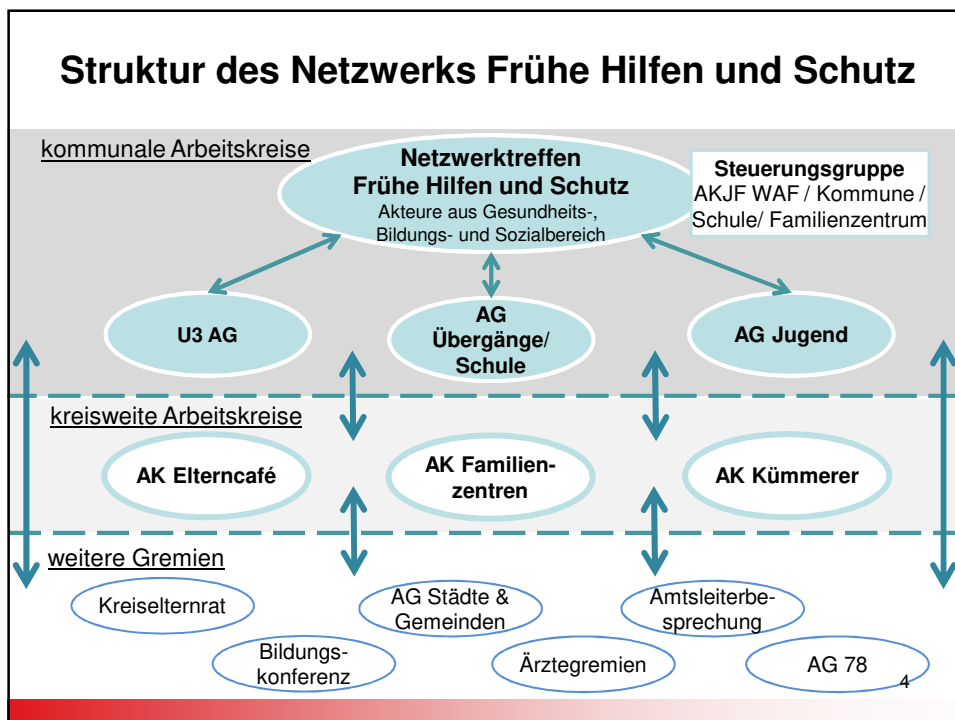 Struktur des Netzwerks Frühe Hilfen und Schutz
kommunale Arbeitskreise
Netzwerktreffen
Frühe Hilfen und Schutz
Akteure aus Gesundheits-,
Bildungs- und Sozialbereich
Steuerungsgruppe
AKJF WAF / Kommune /
Schule/ Familienzentrum
U3 AG
AG
Übergänge/
Schule
AG Jugend
kreisweite Arbeitskreise
AK Elterncafé
AK Familien-
zentren
AK Kümmerer
weitere Gremien
Kreiselternrat
AG Städte &
Gemeinden
Amtsleiterbe-
sprechung
Bildungs-
konferenz
Ärztegremien
AG 78
4